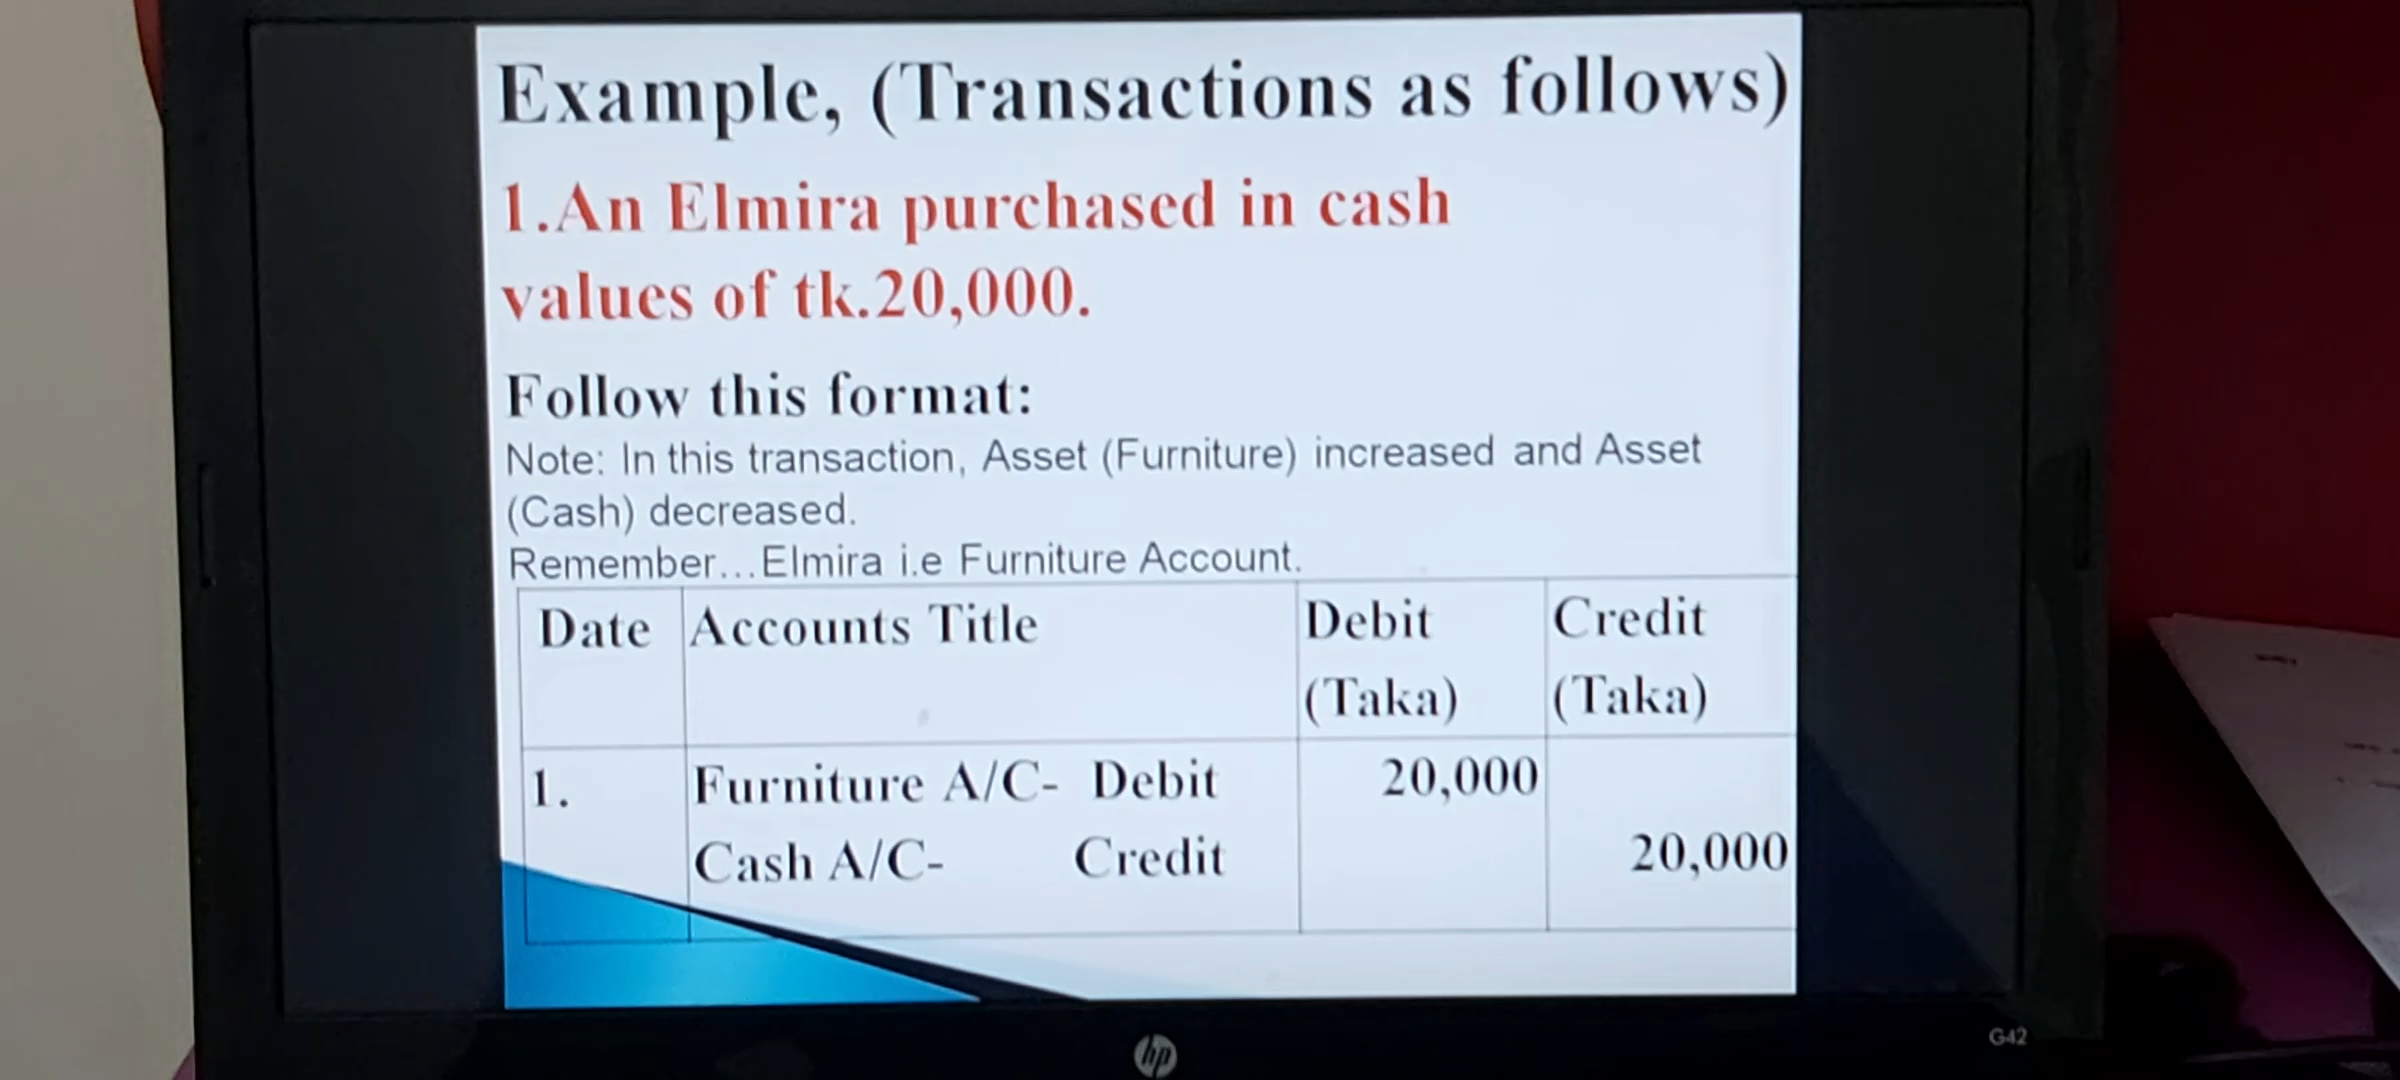 Example, (Transactions as follows)
1.An Elmira purchased in cash
values of tk.20,000.
Follow this format:
Note: In this transaction, Asset (Furniture) increased and Asset
(Cash) decreased.
Remember...Elmira i.e Furniture Account.
Date Accounts Title Debit Credit
(Taka) (Taka)
1. Furniture A/C- Debit 20,000
Cash A/C- Credit 20,000
hp
G42